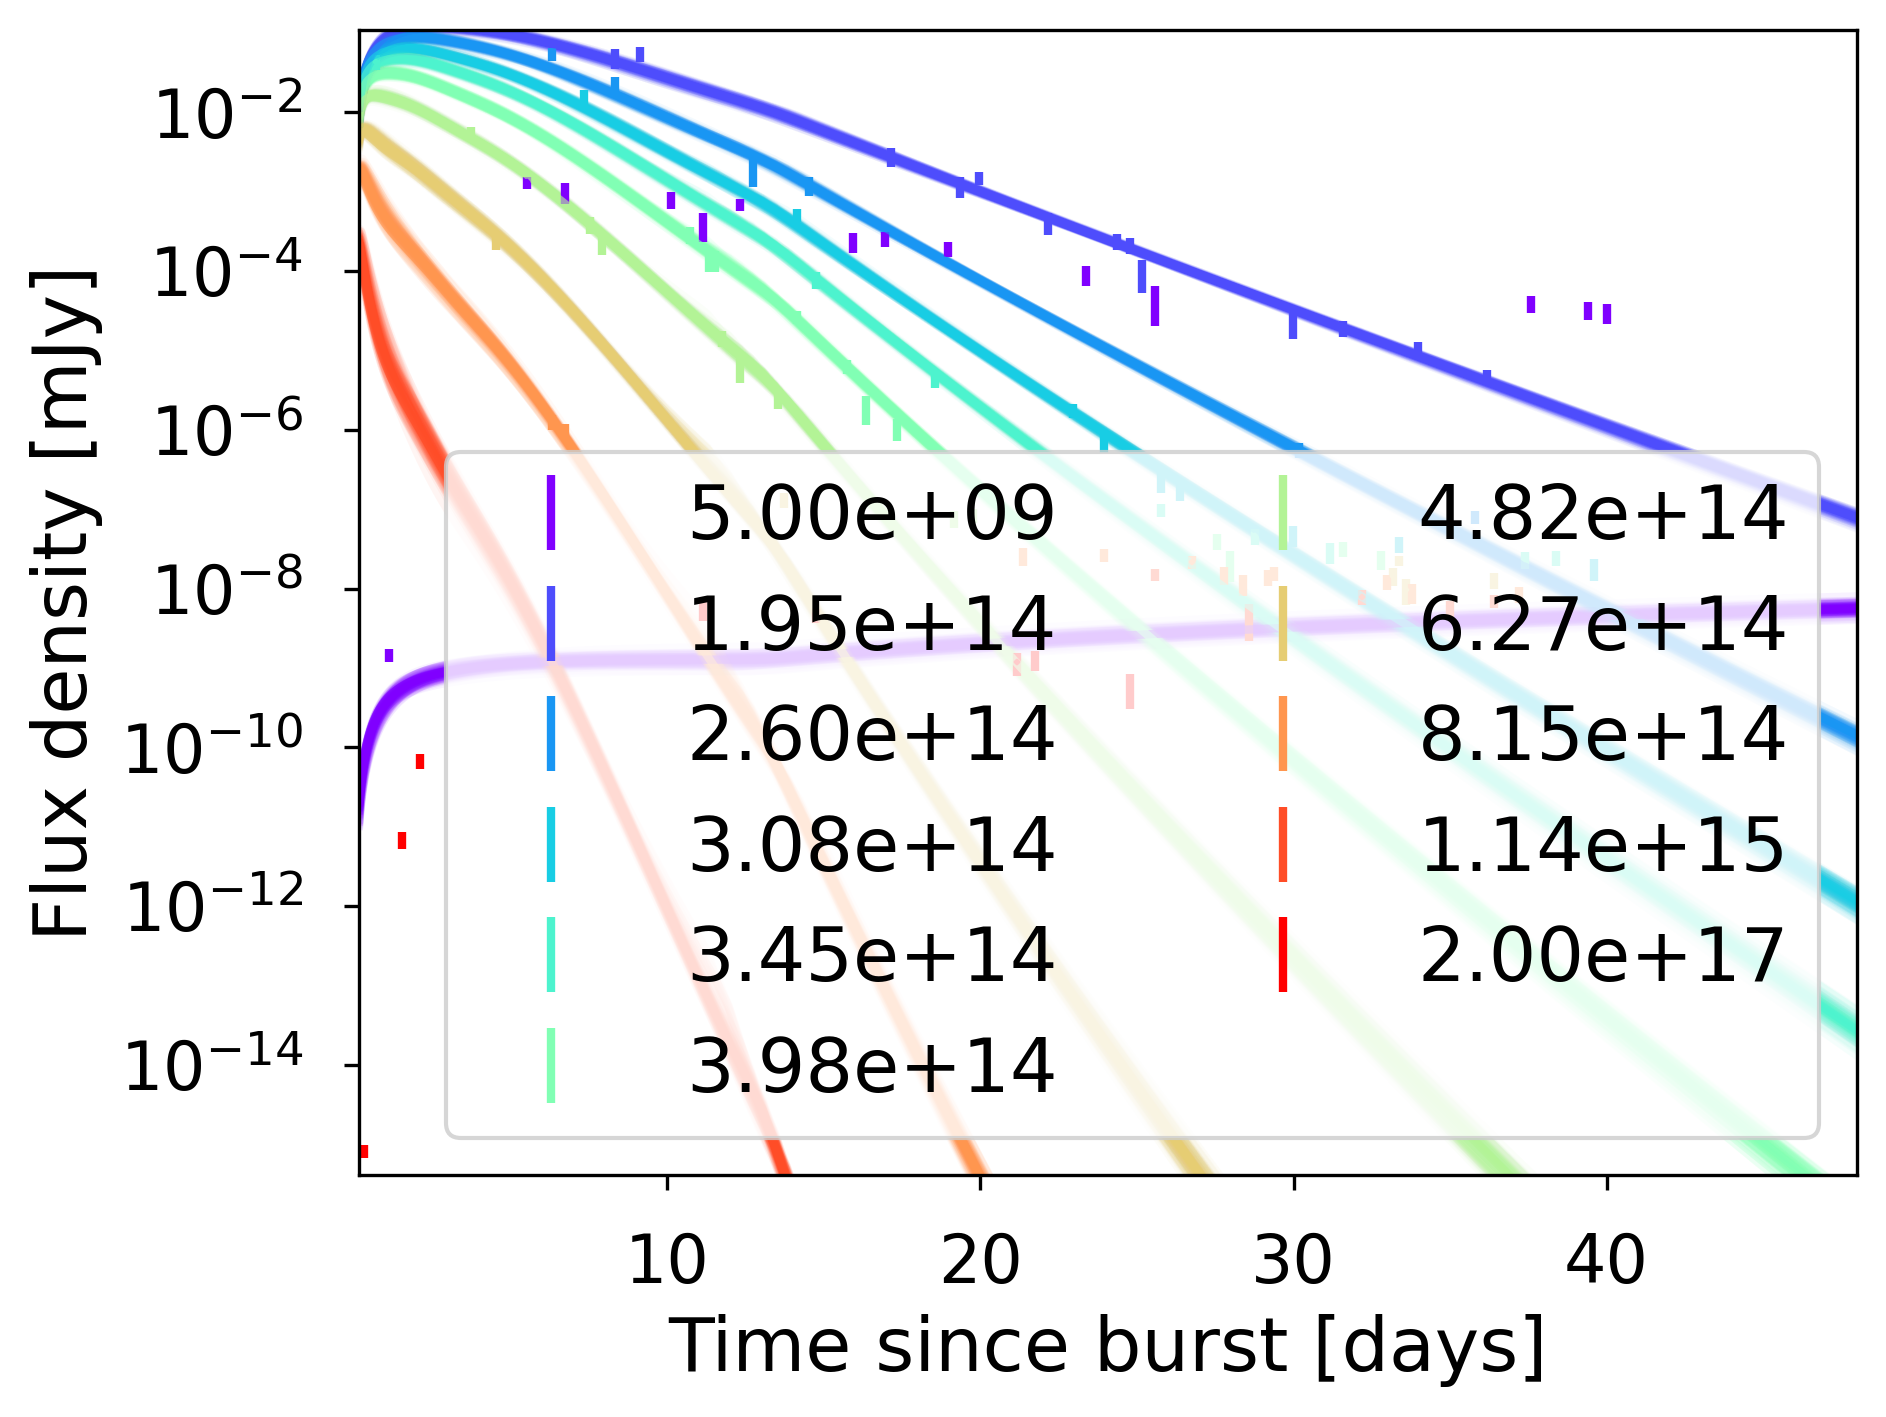 10⁻²
10⁻⁴
10⁻⁶
10⁻⁸
10⁻¹⁰
10⁻¹²
10⁻¹⁴
Flux density [mJy]
5.00e+09
1.95e+14
2.60e+14
3.08e+14
3.45e+14
3.98e+14
4.82e+14
6.27e+14
8.15e+14
1.14e+15
2.00e+17
10 20 30 40
Time since burst [days]